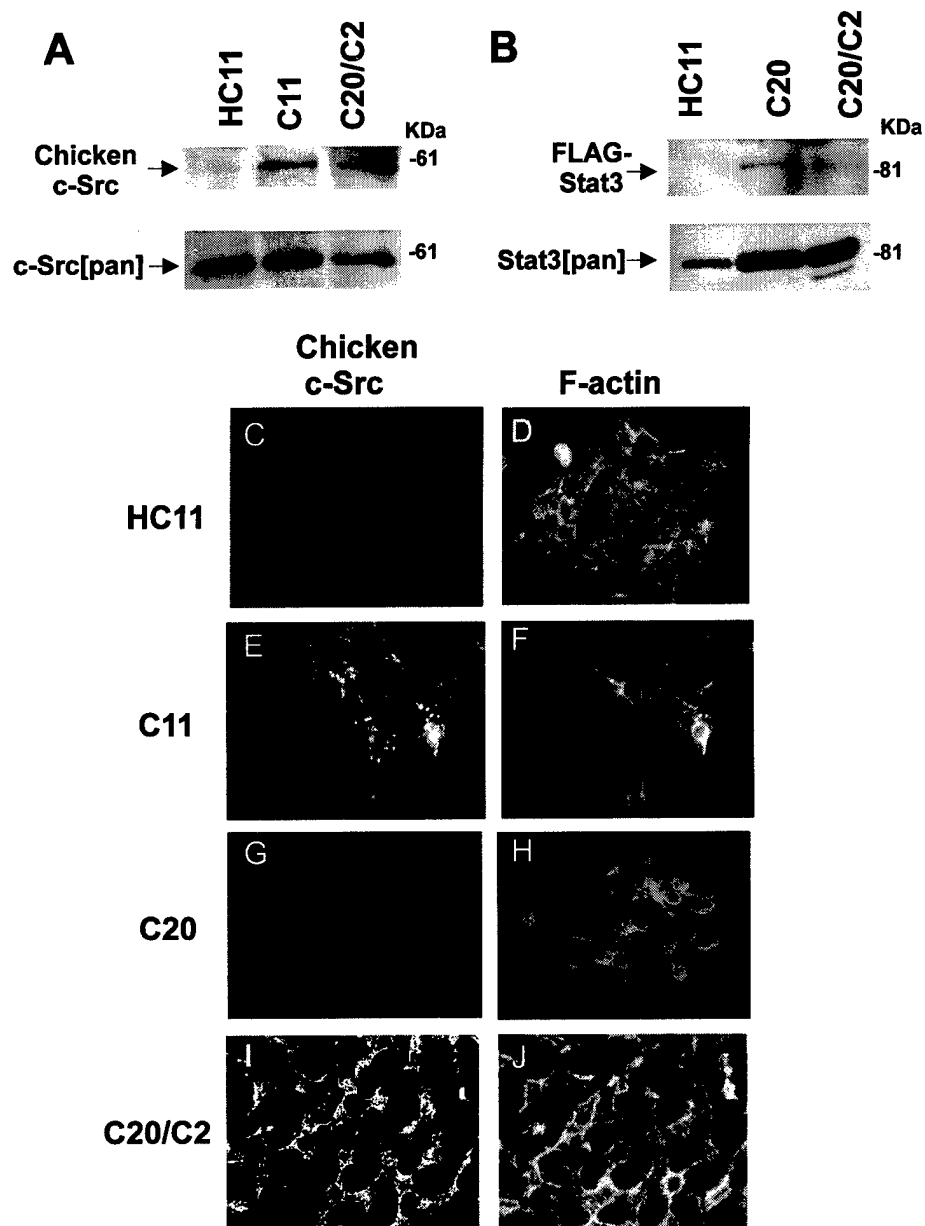 A
HC11
C11
C20/C2
KDa
Chicken
c-Src
-61
c-Src[pan]
-61
B
HC11
C20
C20/C2
KDa
FLAG-
Stat3
-81
Stat3[pan]
-81
Chicken
c-Src
F-actin
HC11
C
D
C11
E
F
C20
G
H
C20/C2
I
J